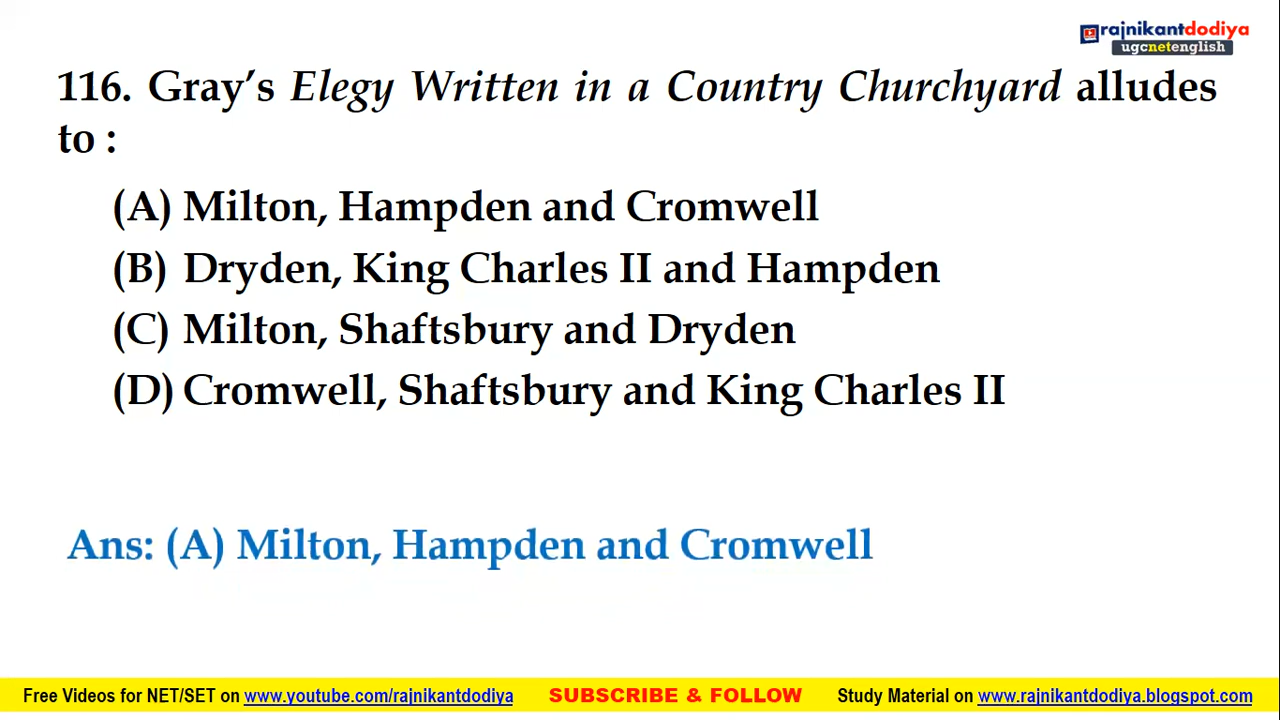 rajnikantdodiya
ugcnetenglish
116. Gray’s Elegy Written in a Country Churchyard alludes
to :
(A) Milton, Hampden and Cromwell
(B) Dryden, King Charles II and Hampden
(C) Milton, Shaftsbury and Dryden
(D) Cromwell, Shaftsbury and King Charles II
Ans: (A) Milton, Hampden and Cromwell
Free Videos for NET/SET on www.youtube.com/rajnikantdodiya SUBSCRIBE & FOLLOW Study Material on www.rajnikantdodiya.blogspot.com